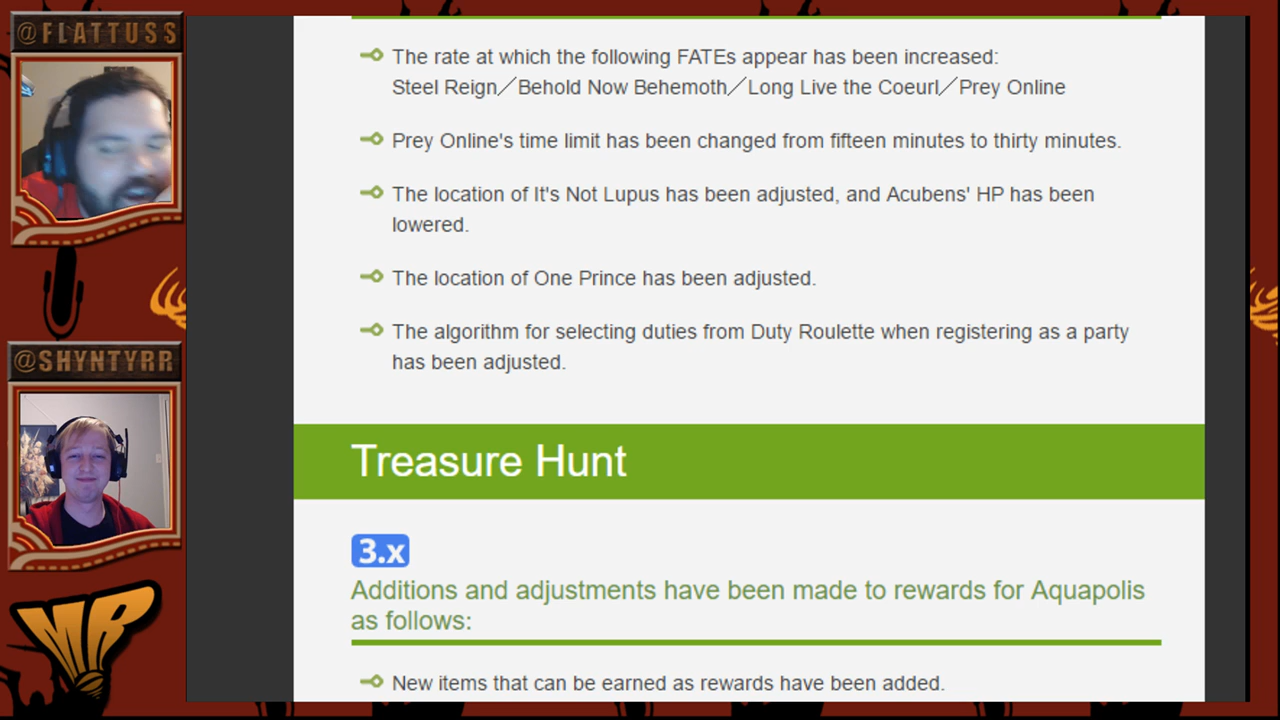 @FLATTUSS
The rate at which the following FATEs appear has been increased:
Steel Reign／Behold Now Behemoth／Long Live the Coeurl／Prey Online
Prey Online's time limit has been changed from fifteen minutes to thirty minutes.
The location of It's Not Lupus has been adjusted, and Acubens' HP has been
lowered.
The location of One Prince has been adjusted.
The algorithm for selecting duties from Duty Roulette when registering as a party
has been adjusted.
@SHYNTYRR
Treasure Hunt
3.x
Additions and adjustments have been made to rewards for Aquapolis
as follows:
New items that can be earned as rewards have been added.
MR